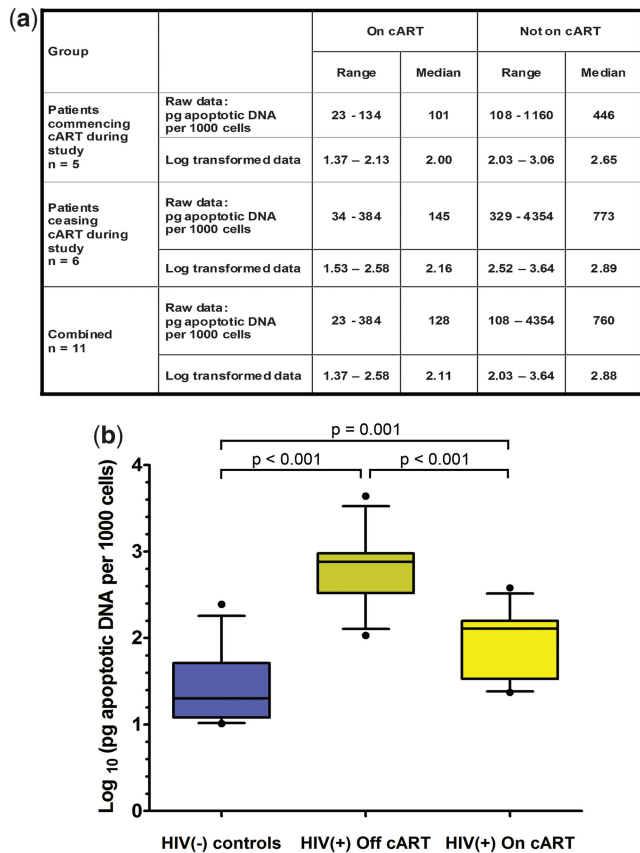 (a)
On cART Not on cART
Group
Range Median Range Median
Patients
commencing
cART during
study
n = 5
Raw data:
pg apoptotic DNA
per 1000 cells
23 -134 101 108 -1160 446
Log transformed data 1.37 – 2.13 2.00 2.03 – 3.06 2.65
Patients
ceasing
cART during
study
n = 6
Raw data:
pg apoptotic DNA
per 1000 cells
34 -384 145 329 -4354 773
Log transformed data 1.53 – 2.58 2.16 2.52 – 3.64 2.89
Combined
n = 11
Raw data:
pg apoptotic DNA
per 1000 cells
23 -384 128 108 – 4354 760
Log transformed data 1.37 – 2.58 2.11 2.03 – 3.64 2.88
(b)
p = 0.001
p < 0.001 p < 0.001
Log 10 (pg apoptotic DNA per 1000 cells)
4
3
2
1
0
HIV(-) controls HIV(+) Off cART HIV(+) On cART